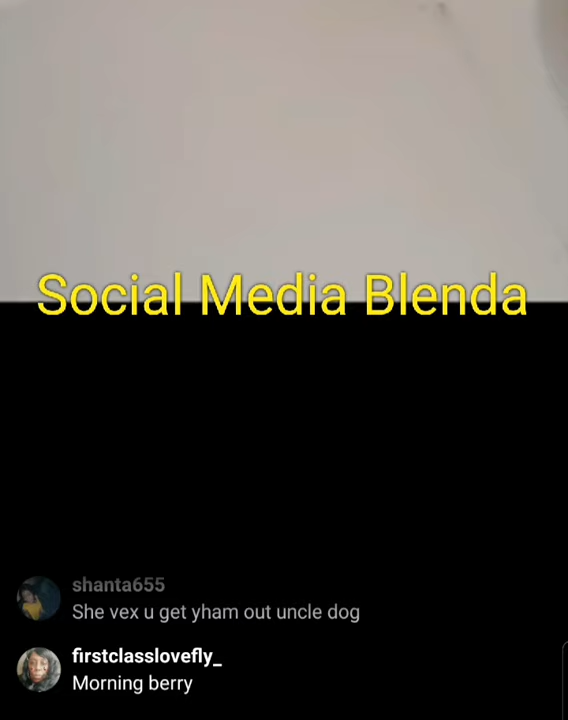 Social Media Blenda
shanta655
She vex u get yham out uncle dog
firstclasslovefly_
Morning berry